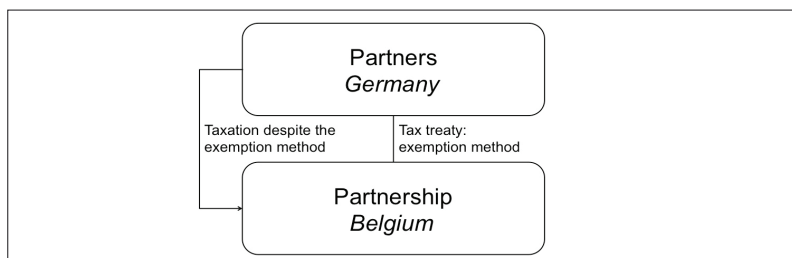 Partners
Germany
Taxation despite the
exemption method
Tax treaty:
exemption method
Partnership
Belgium